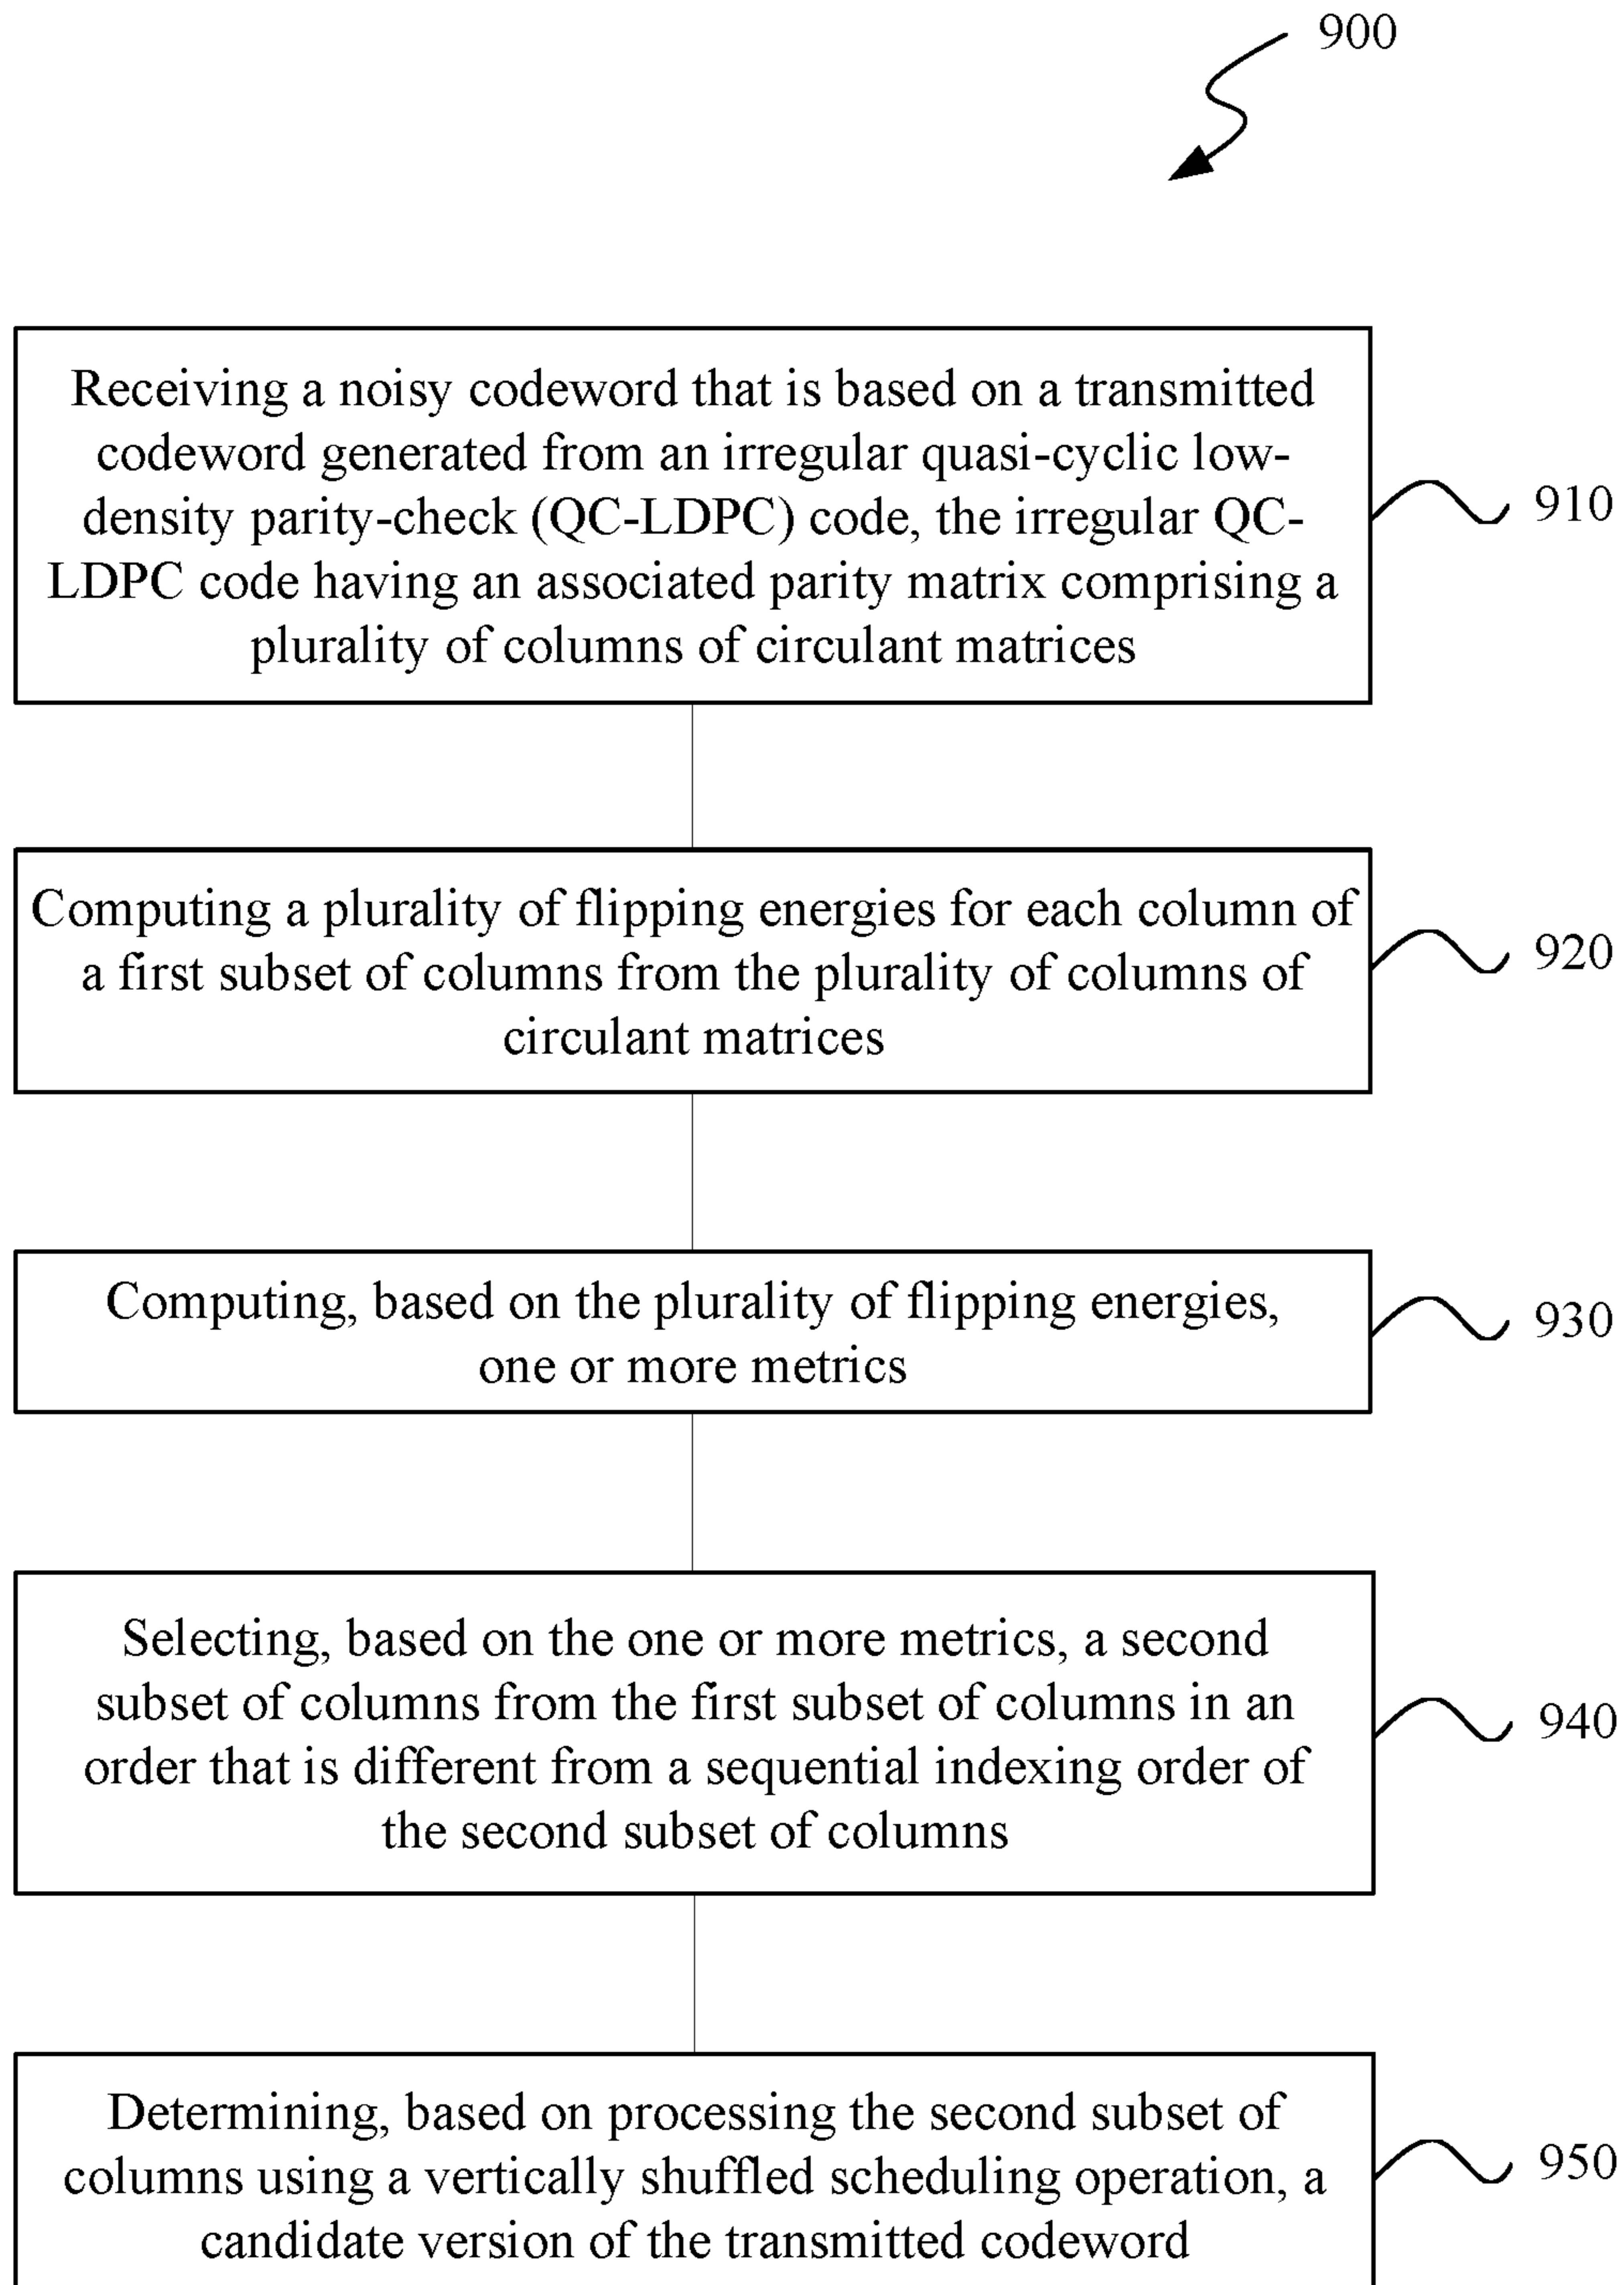 900
Receiving a noisy codeword that is based on a transmitted
codeword generated from an irregular quasi-cyclic low-
density parity-check (QC-LDPC) code, the irregular QC-
LDPC code having an associated parity matrix comprising a
plurality of columns of circulant matrices
910
Computing a plurality of flipping energies for each column of
a first subset of columns from the plurality of columns of
circulant matrices
920
Computing, based on the plurality of flipping energies,
one or more metrics
930
Selecting, based on the one or more metrics, a second
subset of columns from the first subset of columns in an
order that is different from a sequential indexing order of
the second subset of columns
940
Determining, based on processing the second subset of
columns using a vertically shuffled scheduling operation, a
candidate version of the transmitted codeword
950